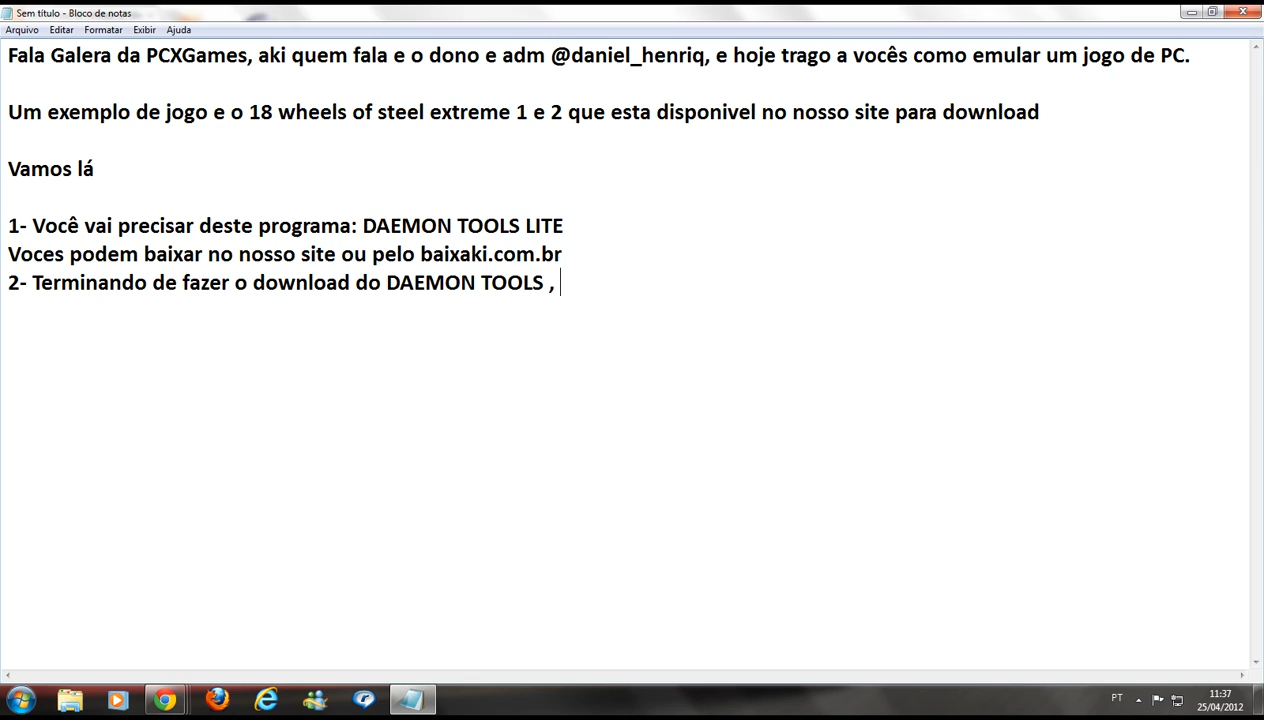 Sem título - Bloco de notas
Arquivo Editar Formatar Exibir Ajuda
Fala Galera da PCXGames, aki quem fala e o dono e adm @daniel_henriq, e hoje trago a vocês como emular um jogo de PC.
Um exemplo de jogo e o 18 wheels of steel extreme 1 e 2 que esta disponivel no nosso site para download
Vamos lá
1- Você vai precisar deste programa: DAEMON TOOLS LITE
Voces podem baixar no nosso site ou pelo baixaki.com.br
2- Terminando de fazer o download do DAEMON TOOLS ,
PT
11:37
25/04/2012